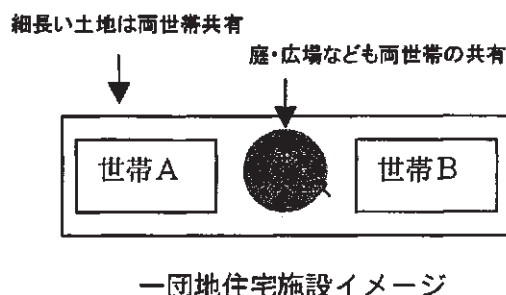 細長い土地は両世帯共有
庭・広場なども両世帯の共有
世帯A
世帯B
一団地住宅施設イメージ